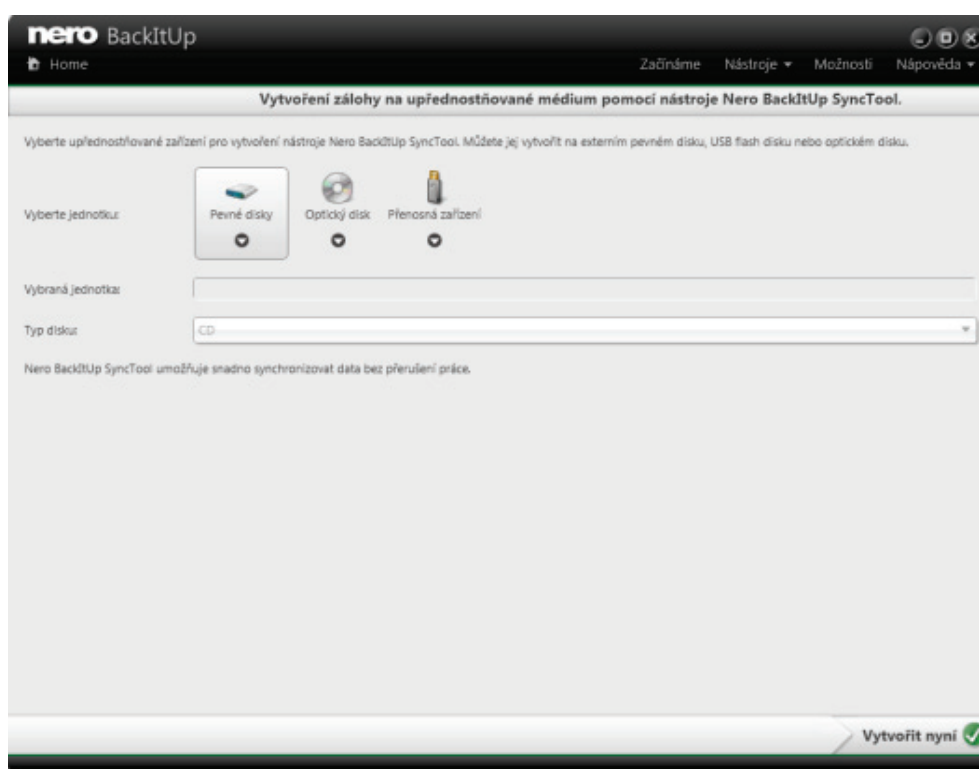 nero BackItUp
Home
Začínáme Nástroje Možnosti Nápověda
Vytvoření zálohy na upřednostňované médium pomocí nástroje Nero BackItUp SyncTool.
Vyberte upřednostňované zařízení pro vytvoření nástroje Nero BackItUp SyncTool. Můžete jej vytvořit na externím pevném disku, USB flash disku nebo optickém disku.
Vyberte jednotku:
Pevné disky Optický disk Přenosná zařízení
Vybraná jednotka:
Typ disku:
CD
Nero BackItUp SyncTool umožňuje snadno synchronizovat data bez přerušení práce.
Vytvořit nyní